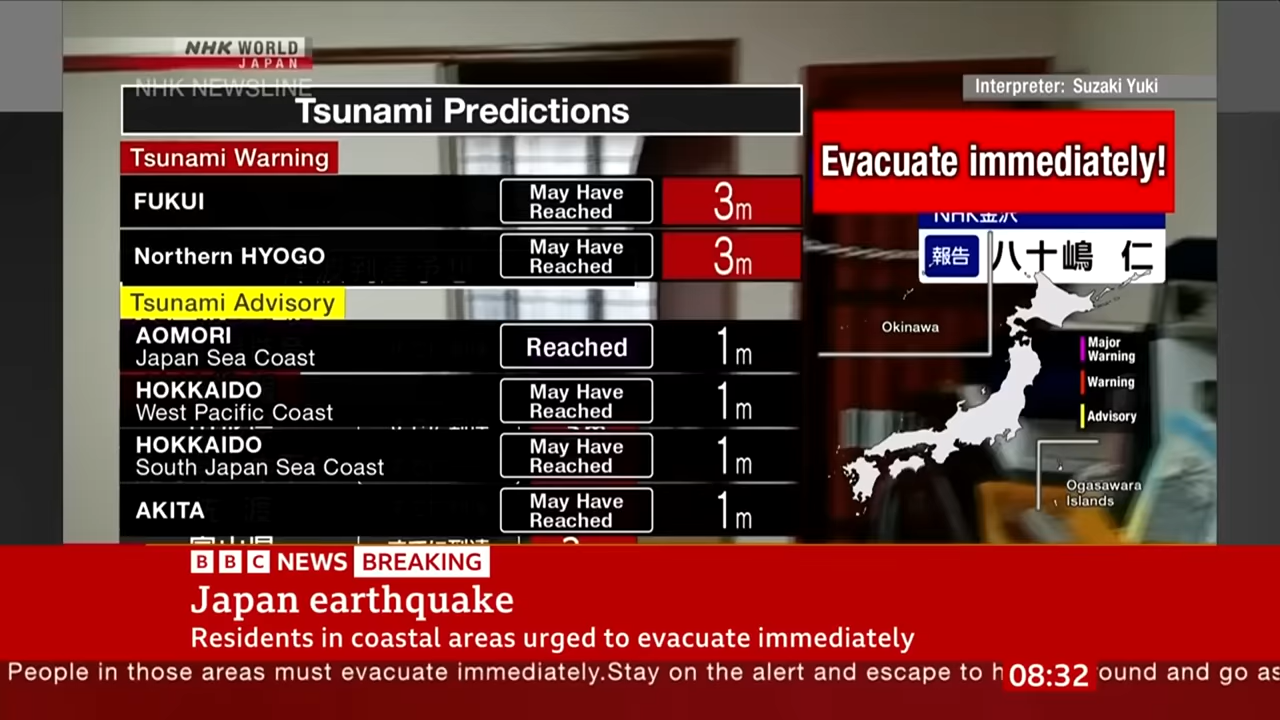 NHK WORLD
JAPAN
NHK NEWSLINE
Interpreter: Suzaki Yuki
Tsunami Predictions
Evacuate immediately!
Tsunami Warning
FUKUI
May Have
Reached
3m
NHK金沢
報告 八十嶋 仁
Northern HYOGO
May Have
Reached
3m
Tsunami Advisory
AOMORI
Japan Sea Coast
Reached
1m
HOKKAIDO
West Pacific Coast
May Have
Reached
1m
HOKKAIDO
South Japan Sea Coast
May Have
Reached
1m
AKITA
May Have
Reached
1m
Okinawa
Major
Warning
Warning
Advisory
Ogasawara
Islands
BBC NEWS BREAKING
Japan earthquake
Residents in coastal areas urged to evacuate immediately
People in those areas must evacuate immediately.Stay on the alert and escape to h
08:32
ound and go as